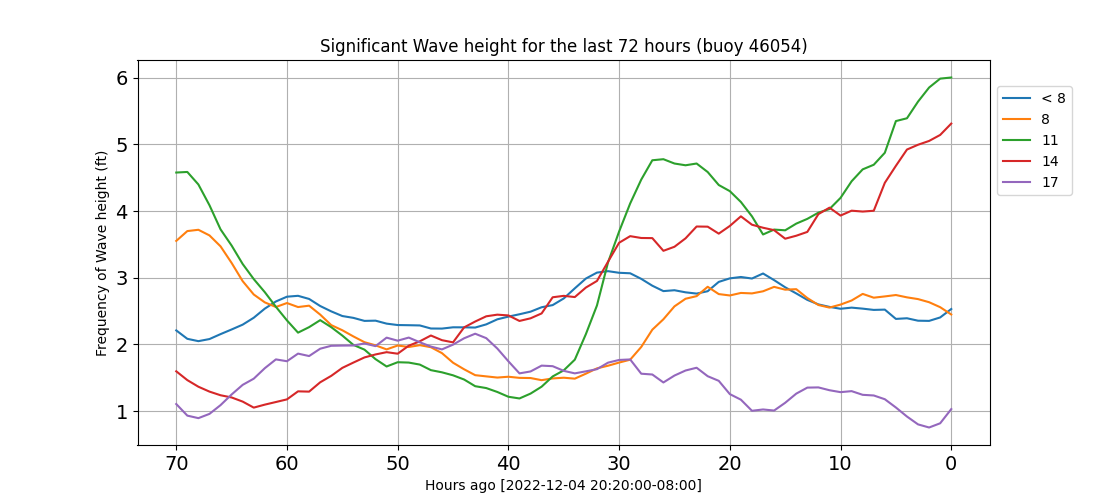 Significant Wave height for the last 72 hours (buoy 46054)
Frequency of Wave height (ft)
6
5
4
3
2
1
70 60 50 40 30 20 10 0
Hours ago [2022-12-04 20:20:00-08:00]
< 8
8
11
14
17